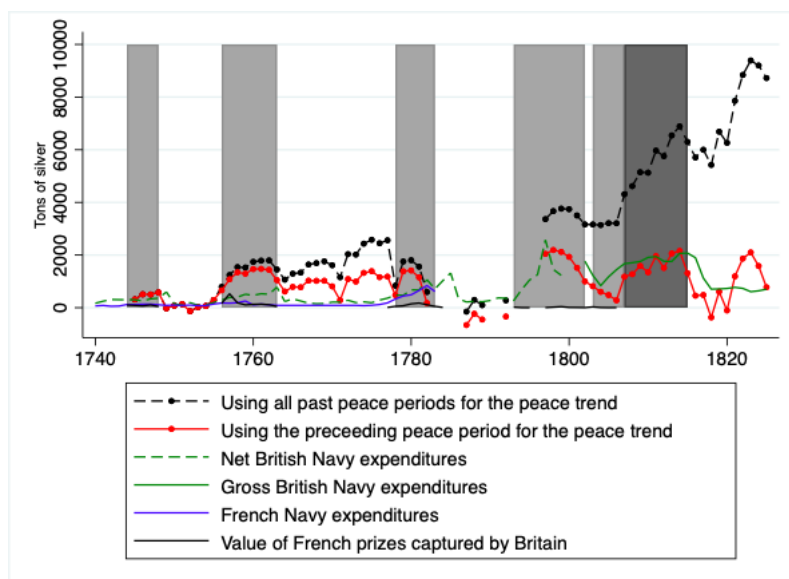 10000
8000
6000
4000
2000
0
Tons of silver
1740 1760 1780 1800 1820
Using all past peace periods for the peace trend
Using the preceeding peace period for the peace trend
Net British Navy expenditures
Gross British Navy expenditures
French Navy expenditures
Value of French prizes captured by Britain